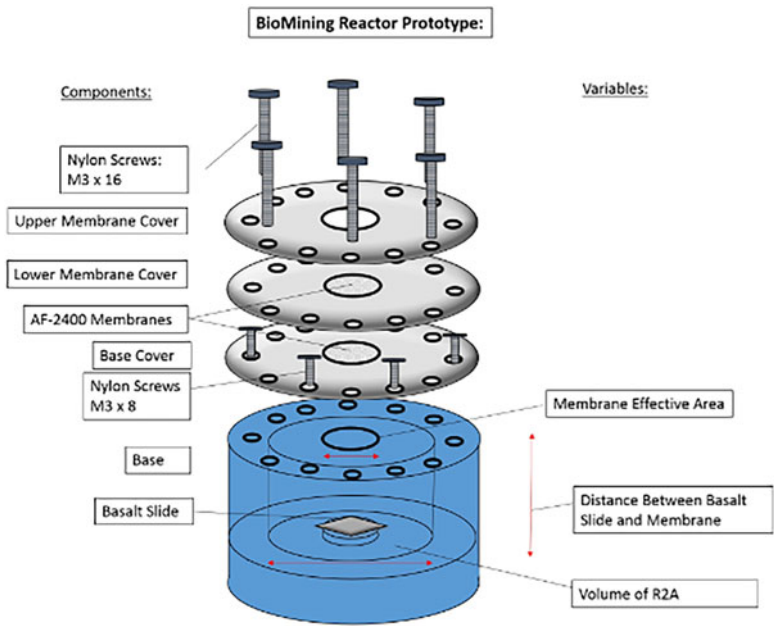 BioMining Reactor Prototype:
Components:
Variables:
Nylon Screws:
M3 x 16
Upper Membrane Cover
Lower Membrane Cover
AF-2400 Membranes
Base Cover
Nylon Screws
M3 x 8
Membrane Effective Area
Base
Basalt Slide
Distance Between Basalt
Slide and Membrane
Volume of R2A